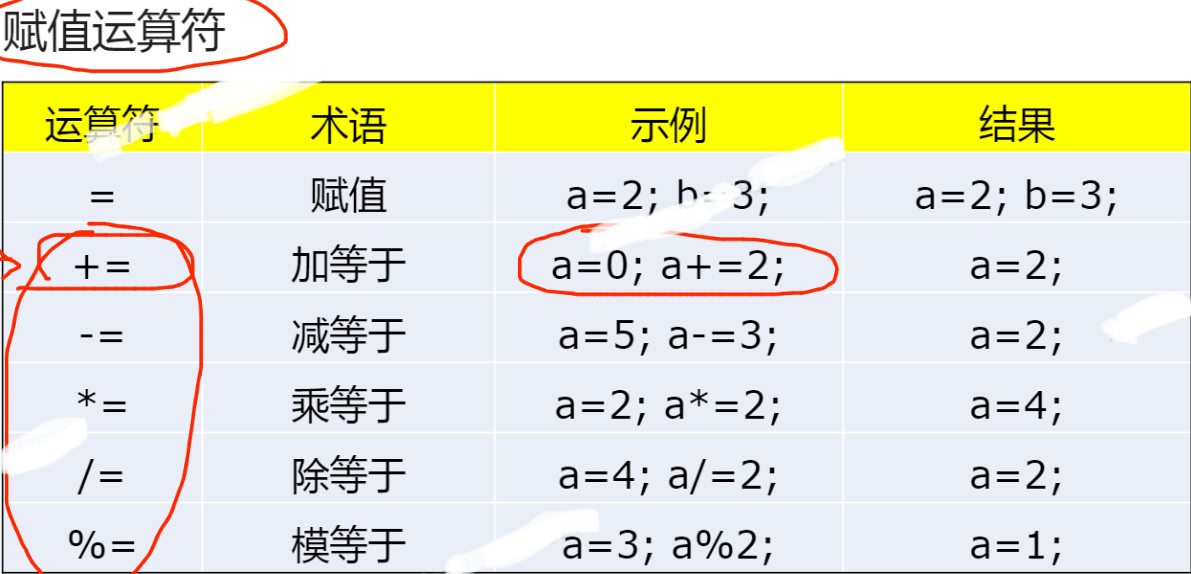 赋值运算符
运算符 术语 示例 结果
= 赋值 a=2; b=3; a=2; b=3;
+= 加等于 a=0; a+=2; a=2;
-= 减等于 a=5; a-=3; a=2;
*= 乘等于 a=2; a*=2; a=4;
/= 除等于 a=4; a/=2; a=2;
%= 模等于 a=3; a%2; a=1;